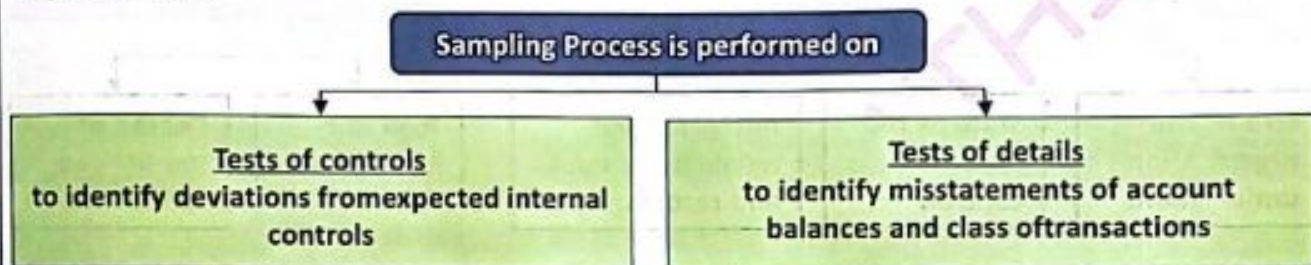 Sampling Process is performed on
Tests of controls
to identify deviations fromexpected internal
controls
Tests of details
to identify misstatements of account
balances and class oftransactions